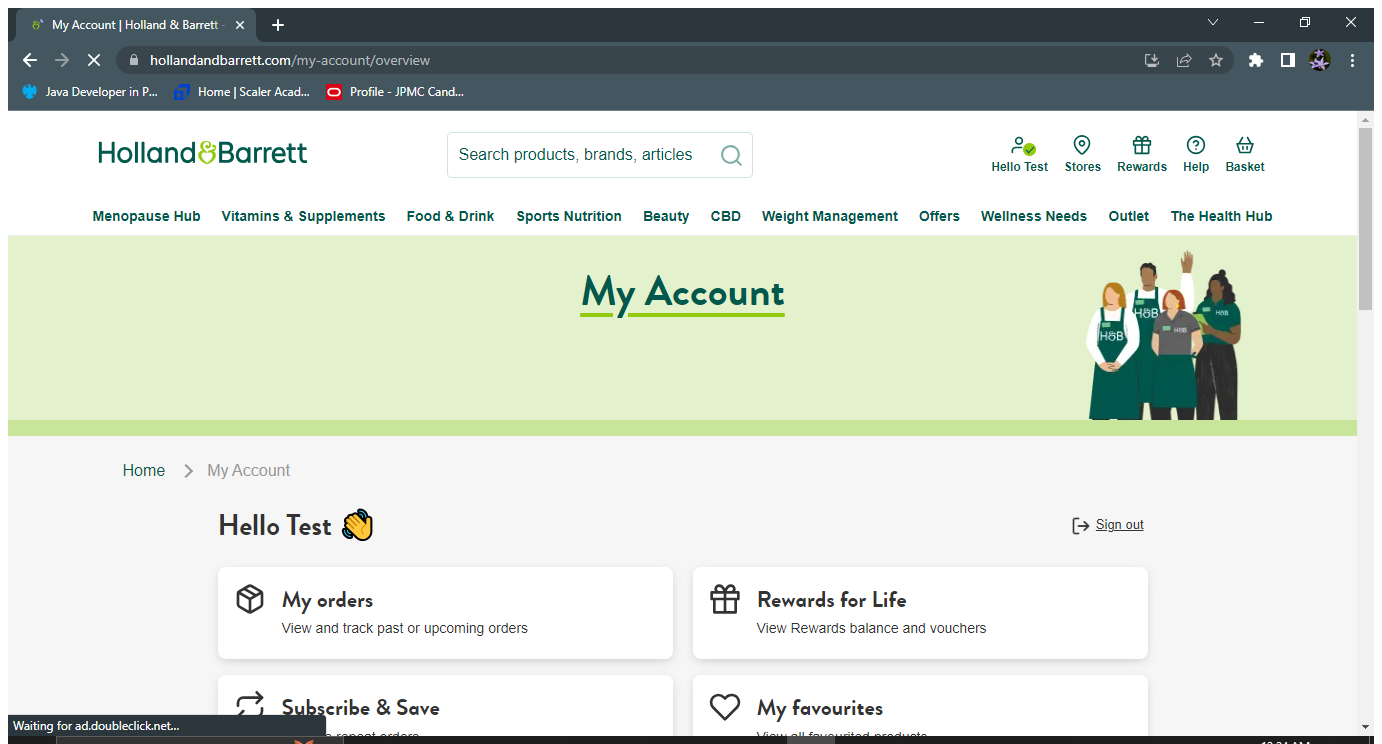 My Account | Holland & Barrett -
hollandandbarrett.com/my-account/overview
Java Developer in P...
Home | Scaler Acad...
Profile - JPMC Cand...
Holland&Barrett
Search products, brands, articles
Hello Test
Stores
Rewards
Help
Basket
Menopause Hub
Vitamins & Supplements
Food & Drink
Sports Nutrition
Beauty
CBD
Weight Management
Offers
Wellness Needs
Outlet
The Health Hub
My Account
H&B
H&B
H&B
H&B
Home
My Account
Hello Test
Sign out
My orders
View and track past or upcoming orders
Rewards for Life
View Rewards balance and vouchers
Subscribe & Save
repeat orders
My favourites
View all favourited products
Waiting for ad.doubleclick.net...